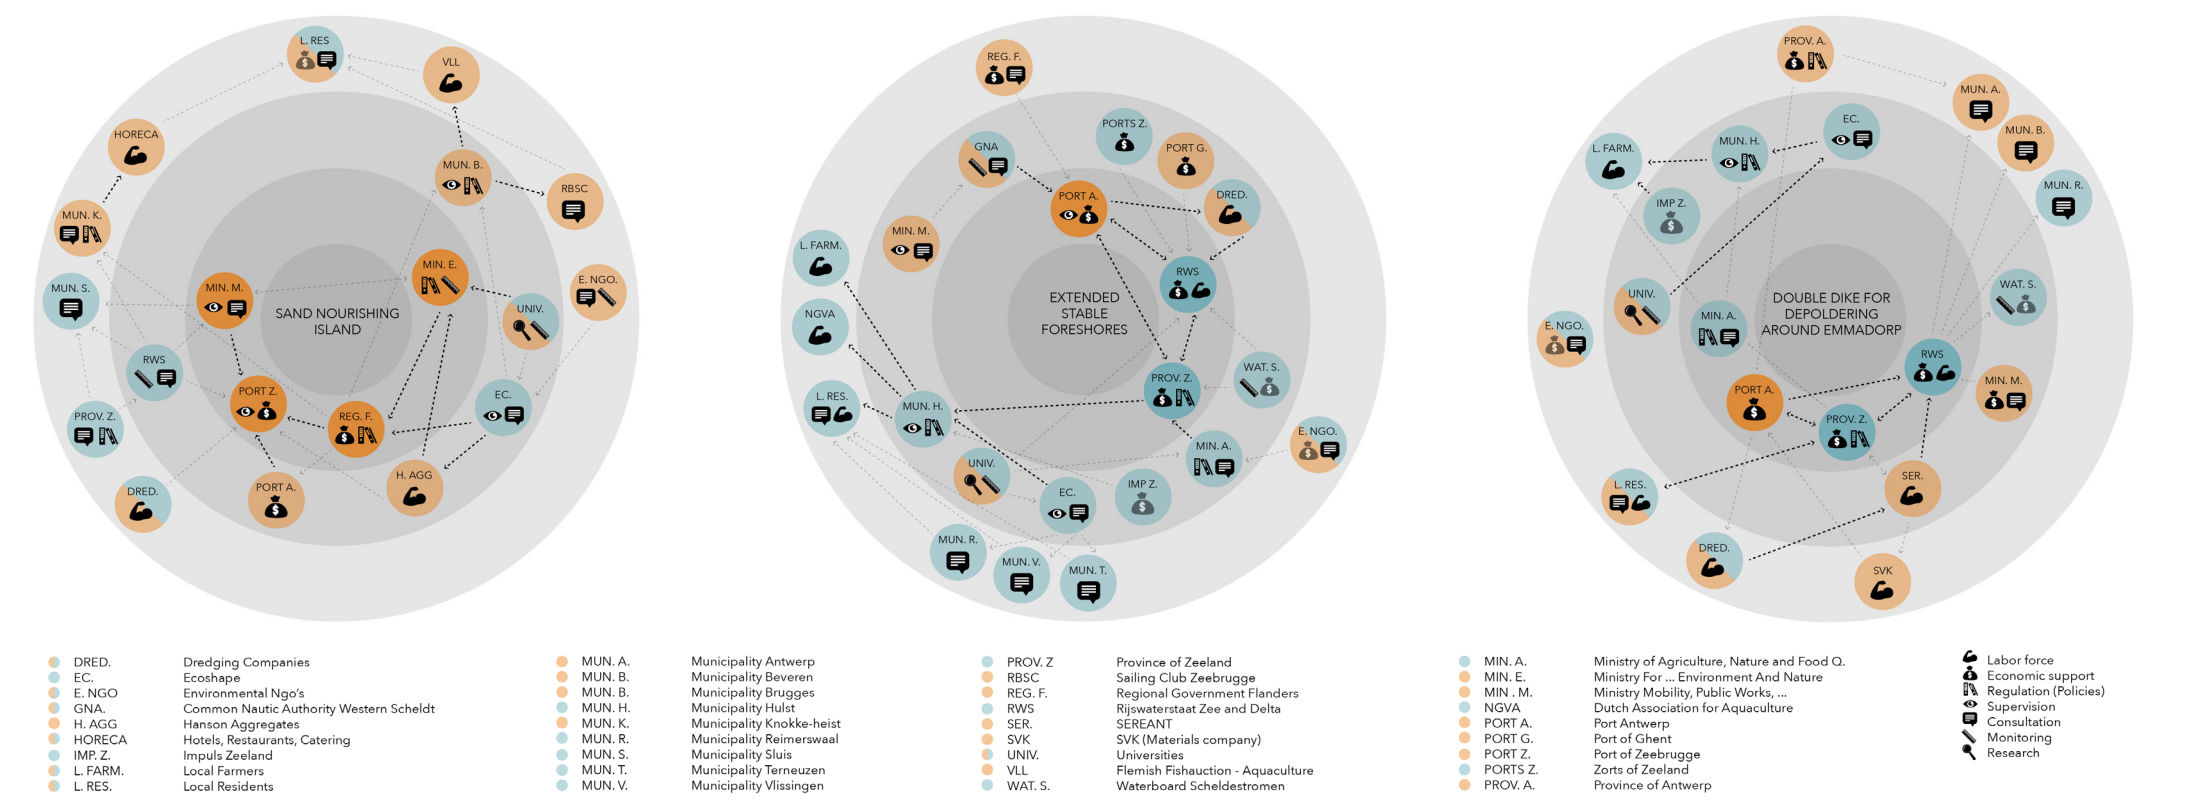 L. RES
VLL
HORECA
MUN. B.
RBSC
MUN. K.
MIN. E.
E. NGO.
MUN. S.
MIN. M.
SAND NOURISHING
ISLAND
UNIV.
RWS
PORT Z.
EC.
PROV. Z.
REG. F.
H. AGG
DRED.
PORT A.
REG. F.
PORTS Z.
GNA
PORT G.
PORT A.
DRED.
MIN. M.
L. FARM.
RWS
NGVA
EXTENDED
STABLE
FORESHORES
L. RES.
MUN. H.
PROV. Z.
WAT. S.
E. NGO.
UNIV.
MIN. A.
EC.
IMP Z.
MUN. R.
MUN. V.
MUN. T.
PROV. A.
MUN. A.
EC.
MUN. B.
L. FARM.
MUN. H.
MUN. R.
IMP Z.
WAT. S.
UNIV.
E. NGO.
MIN. A.
DOUBLE DIKE FOR
DEPOLDERING
AROUND EMMADORP
RWS
MIN. M.
PORT A.
PROV. Z.
L. RES.
SER.
DRED.
SVK
DRED. Dredging Companies
EC. Ecoshape
E. NGO Environmental Ngo's
GNA. Common Nautic Authority Western Scheldt
H. AGG Hanson Aggregates
HORECA Hotels, Restaurants, Catering
IMP. Z. Impuls Zeeland
L. FARM. Local Farmers
L. RES. Local Residents
MUN. A. Municipality Antwerp
MUN. B. Municipality Beveren
MUN. B. Municipality Brugges
MUN. H. Municipality Hulst
MUN. K. Municipality Knokke-heist
MUN. R. Municipality Reimerswaal
MUN. S. Municipality Sluis
MUN. T. Municipality Terneuzen
MUN. V. Municipality Vlissingen
PROV. Z Province of Zeeland
RBSC Sailing Club Zeebrugge
REG. F. Regional Government Flanders
RWS Rijswaterstaat Zee and Delta
SER. SEREANT
SVK SVK (Materials company)
UNIV. Universities
VLL Flemish Fishauction - Aquaculture
WAT. S. Waterboard Scheldestromen
MIN. A. Ministry of Agriculture, Nature and Food Q.
MIN. E. Ministry For ... Environment And Nature
MIN . M. Ministry Mobility, Public Works, ...
NGVA Dutch Association for Aquaculture
PORT A. Port Antwerp
PORT G. Port of Ghent
PORT Z. Port of Zeebrugge
PORTS Z. Zorts of Zeeland
PROV. A. Province of Antwerp
Labor force
Economic support
Regulation (Policies)
Supervision
Consultation
Monitoring
Research